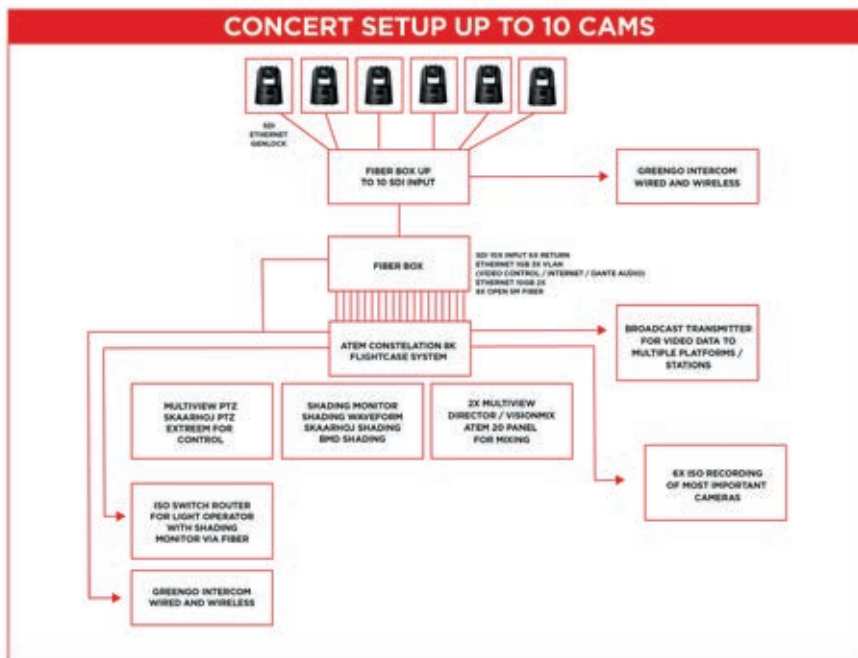 CONCERT SETUP UP TO 10 CAMS
SDI
ETHERNET
GENLOCK
FIBER BOX UP
TO 10 SDI INPUT
GREENGO INTERCOM
WIRED AND WIRELESS
FIBER BOX
SDI 10X INPUT 6X RETURN
ETHERNET 1GB 3X VLAN
(VIDEO CONTROL / INTERNET / DANTE AUDIO)
ETHERNET 10GB 2X
6X OPEN SM FIBER
ATEM CONSTELATION 8K
FLIGHTCASE SYSTEM
BROADCAST TRANSMITTER
FOR VIDEO DATA TO
MULTIPLE PLATFORMS /
STATIONS
MULTIVIEW PTZ
SKAARHOJ PTZ
EXTREEM FOR
CONTROL
SHADING MONITOR
SHADING WAVEFORM
SKAARHOJ SHADING
BMD SHADING
2X MULTIVIEW
DIRECTOR / VISIONMIX
ATEM 20 PANEL
FOR MIXING
6X ISO RECORDING
OF MOST IMPORTANT
CAMERAS
ISO SWITCH ROUTER
FOR LIGHT OPERATOR
WITH SHADING
MONITOR VIA FIBER
GREENGO INTERCOM
WIRED AND WIRELESS